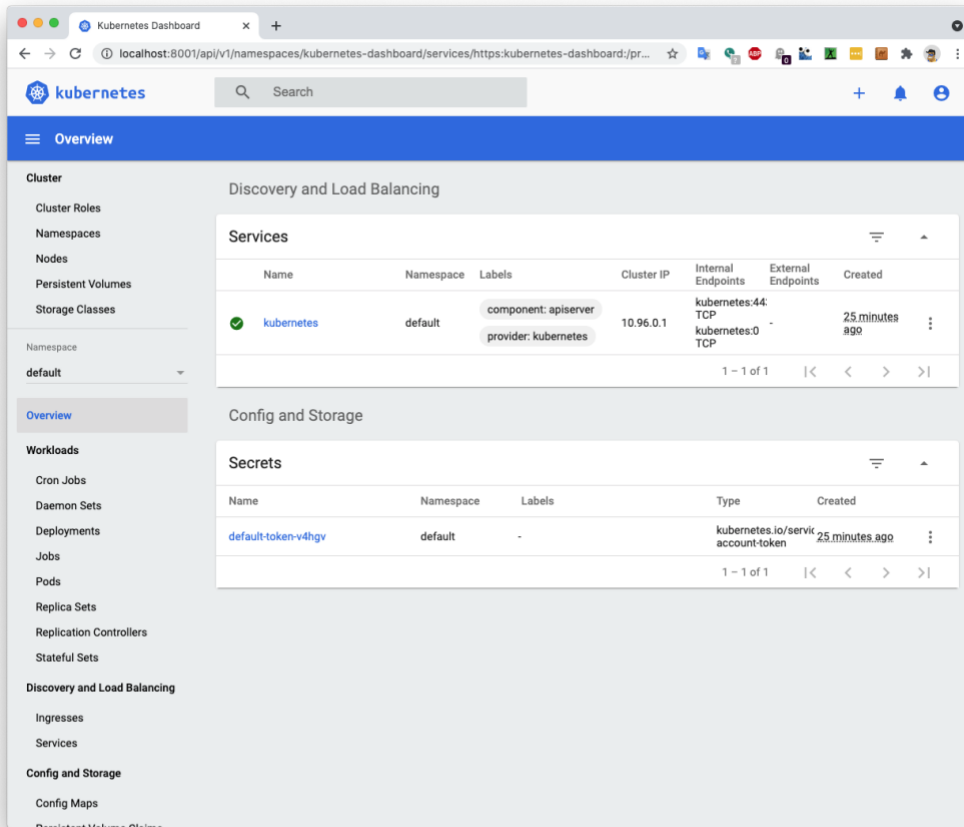 Kubernetes Dashboard
localhost:8001/api/v1/namespaces/kubernetes-dashboard/services/https:kubernetes-dashboard:/pr...
ABP
0
kubernetes
Search
Overview
Cluster
Cluster Roles
Namespaces
Nodes
Persistent Volumes
Storage Classes
Namespace
default
Overview
Workloads
Cron Jobs
Daemon Sets
Deployments
Jobs
Pods
Replica Sets
Replication Controllers
Stateful Sets
Discovery and Load Balancing
Ingresses
Services
Config and Storage
Config Maps
Persistent Volume Claims
Discovery and Load Balancing
Services
Name Namespace Labels Cluster IP Internal Endpoints External Endpoints Created
kubernetes default component: apiserver provider: kubernetes 10.96.0.1 kubernetes:44 TCP kubernetes:0 TCP - 25 minutes ago
1 – 1 of 1
Config and Storage
Secrets
Name Namespace Labels Type Created
default-token-v4hgv default - kubernetes.io/servic account-token 25 minutes ago
1 – 1 of 1